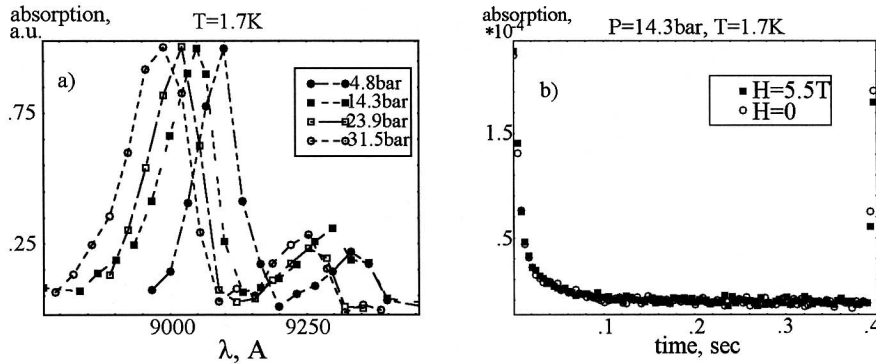 absorption,
a.u.
T=1.7K
a)
4.8bar
14.3bar
23.9bar
31.5bar
.75
.25
9000
9250
λ, A
absorption,
*10⁻⁴
P=14.3bar, T=1.7K
b)
H=5.5T
H=0
1.5
.5
.1
.2
.3
.4
time, sec